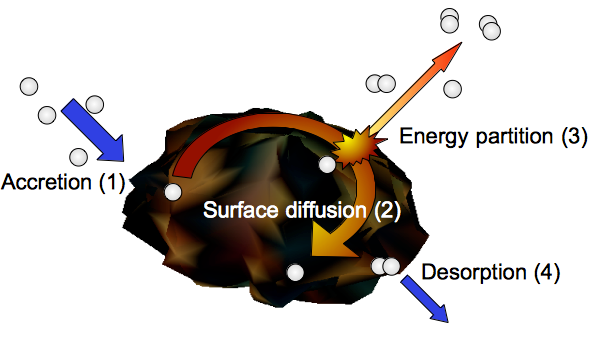 Energy partition (3)
Accretion (1)
Surface diffusion (2)
Desorption (4)